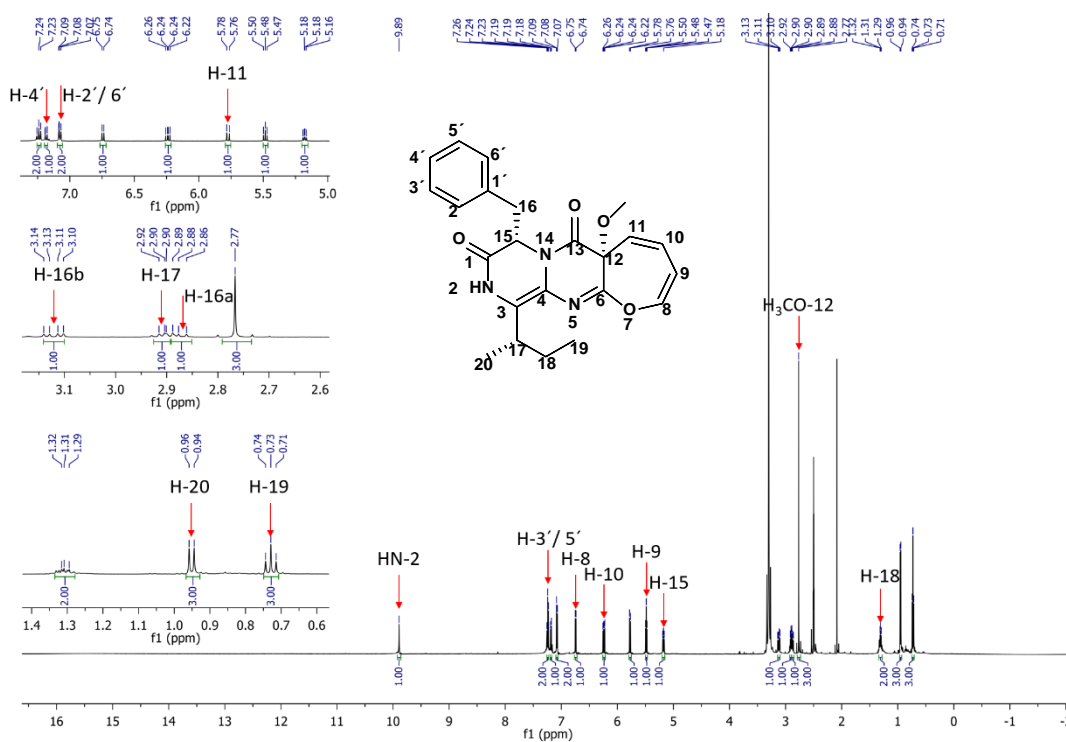 7.24 7.23 7.09 7.08 7.07 7.07 6.75 6.74 6.26 6.24 6.24 6.22 5.78 5.76 5.50 5.48 5.47 5.18 5.18 5.16
9.89
7.26 7.24 7.24 7.23 7.19 7.19 7.18 7.09 7.08 7.07 6.75 6.74 6.26 6.24 6.24 6.22 5.78 5.76 5.50 5.48 5.47 5.18 3.13 3.11 3.10 2.92 2.90 2.90 2.89 2.88 2.77 1.32 1.31 1.29 0.96 0.94 0.74 0.73 0.71
H-4´ H-2´/ 6´ H-11
2.00 1.00 2.00 1.00 1.00 1.00 1.00 1.00
7.0 6.5 6.0 5.5 5.0
f1 (ppm)
3.14 3.13 3.11 3.10 2.92 2.90 2.90 2.89 2.88 2.86 2.77
H-16b H-17 H-16a
1.00 1.00 1.00 3.00
3.1 3.0 2.9 2.8 2.7 2.6
f1 (ppm)
1.32 1.31 1.29 0.96 0.94 0.74 0.73 0.71
H-20 H-19
2.00 3.00 3.00
1.4 1.3 1.2 1.1 1.0 0.9 0.8 0.7 0.6
f1 (ppm)
5´
4´ 6´
3´ 1´
2´ 16
O O O
15 14 13 11 10
1 12 9
HN 2 4 N 6 O 8
3 N 5 7
17 19
20 18
H₃CO-12
HN-2 H-3´/ 5´ H-8 H-10 H-9 H-15 H-18
1.00 2.00 1.00 2.00 1.00 1.00 1.00 1.00 1.00 1.00 1.00 1.00 3.00 2.00 3.00 3.00
16 15 14 13 12 11 10 9 8 7 6 5 4 3 2 1 0 -1 -2
f1 (ppm)